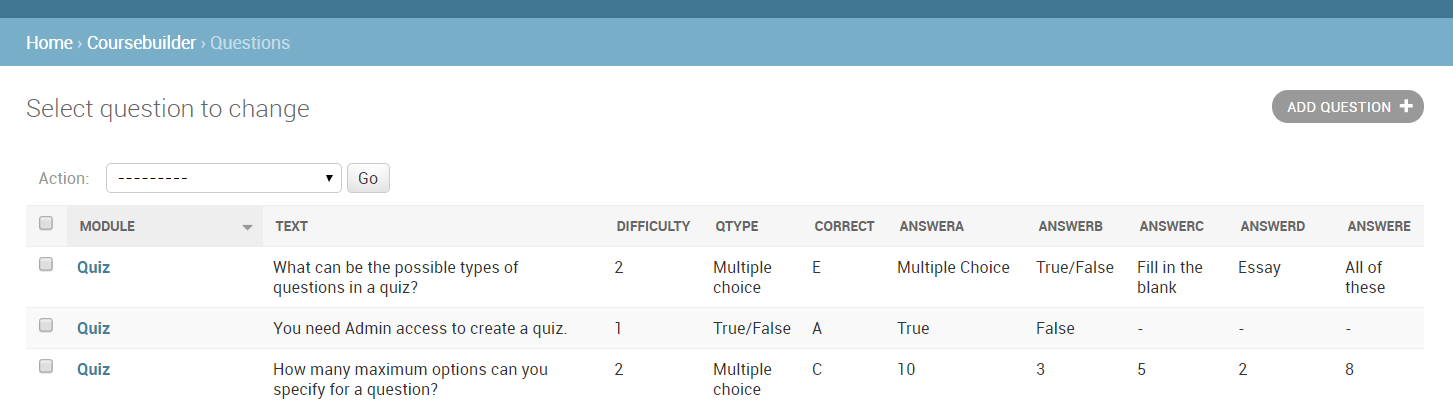 Home › Coursebuilder › Questions
Select question to change
ADD QUESTION +
Action: --------- Go
MODULE TEXT DIFFICULTY QTYPE CORRECT ANSWERA ANSWERB ANSWERC ANSWERD ANSWERE
Quiz What can be the possible types of 2 Multiple E Multiple Choice True/False Fill in the Essay All of
questions in a quiz? choice blank these
Quiz You need Admin access to create a quiz. 1 True/False A True False - - -
Quiz How many maximum options can you 2 Multiple C 10 3 5 2 8
specify for a question? choice